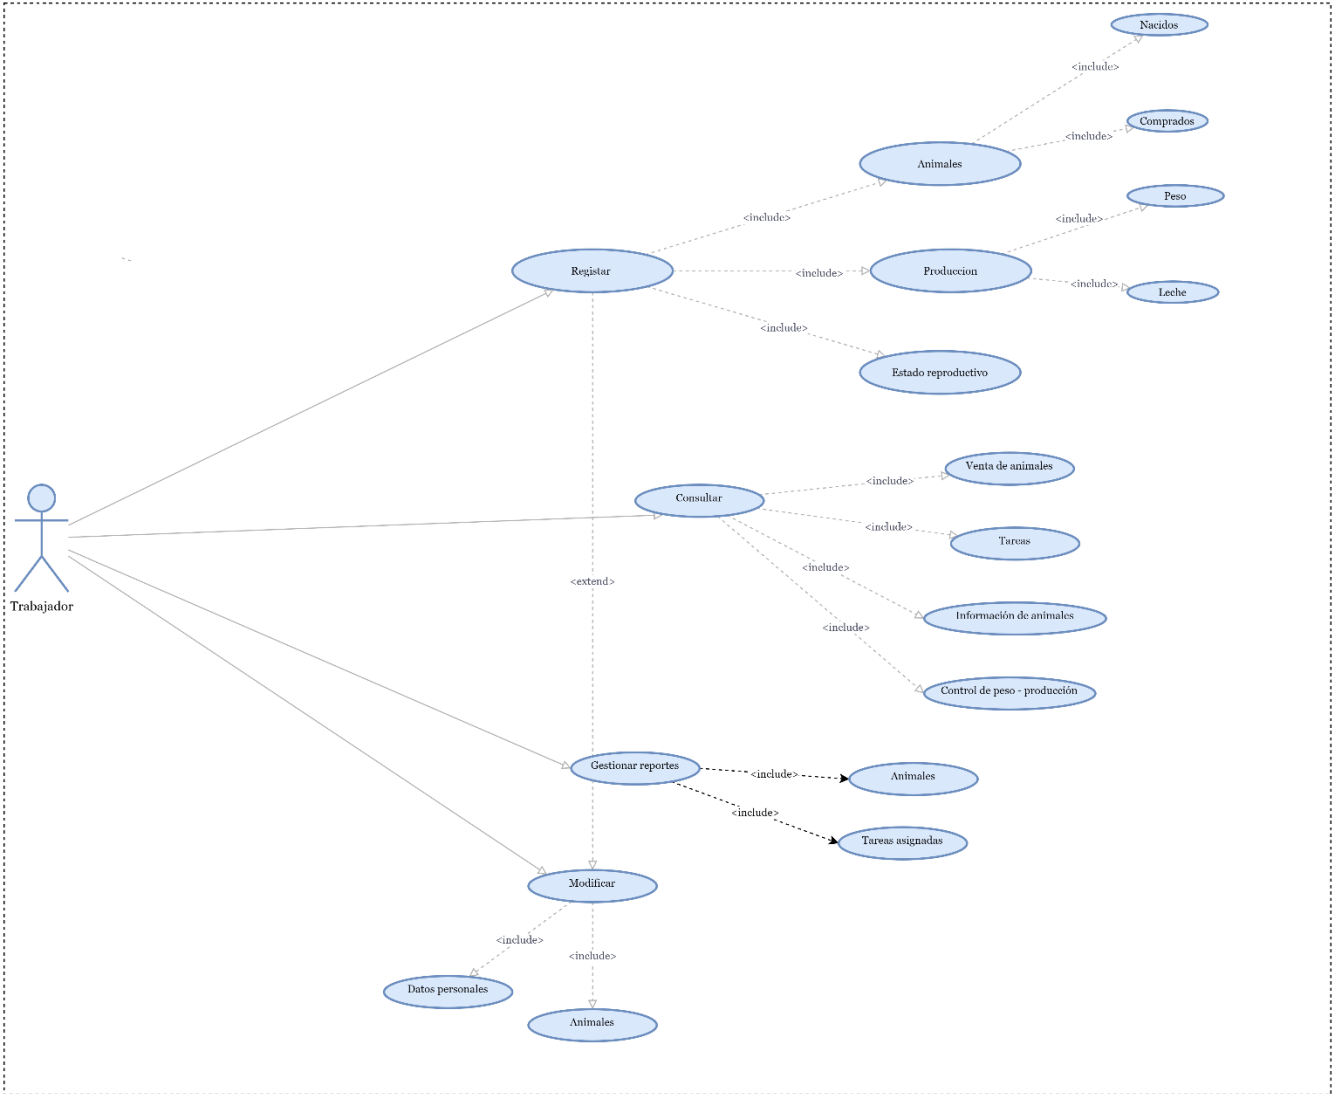 Nacidos
<include>
Comprados
<include>
Animales
Peso
<include>
<include>
Registar
<include>
Produccion
<include>
Leche
<include>
Estado reproductivo
Venta de animales
<include>
Consultar
<include>
Tareas
<include>
<extend>
Trabajador
Información de animales
<include>
Control de peso - producción
Gestionar reportes
<include>
Animales
<include>
Tareas asignadas
Modificar
<include>
<include>
Datos personales
Animales